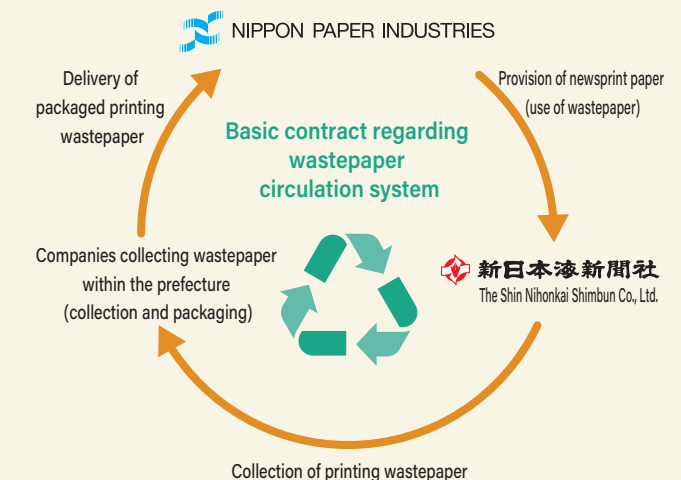 NIPPON PAPER INDUSTRIES
Delivery of
packaged printing
wastepaper
Provision of newsprint paper
(use of wastepaper)
Basic contract regarding
wastepaper
circulation system
Companies collecting wastepaper
within the prefecture
(collection and packaging)
新日本海新聞社
The Shin Nihonkai Shimbun Co., Ltd.
Collection of printing wastepaper